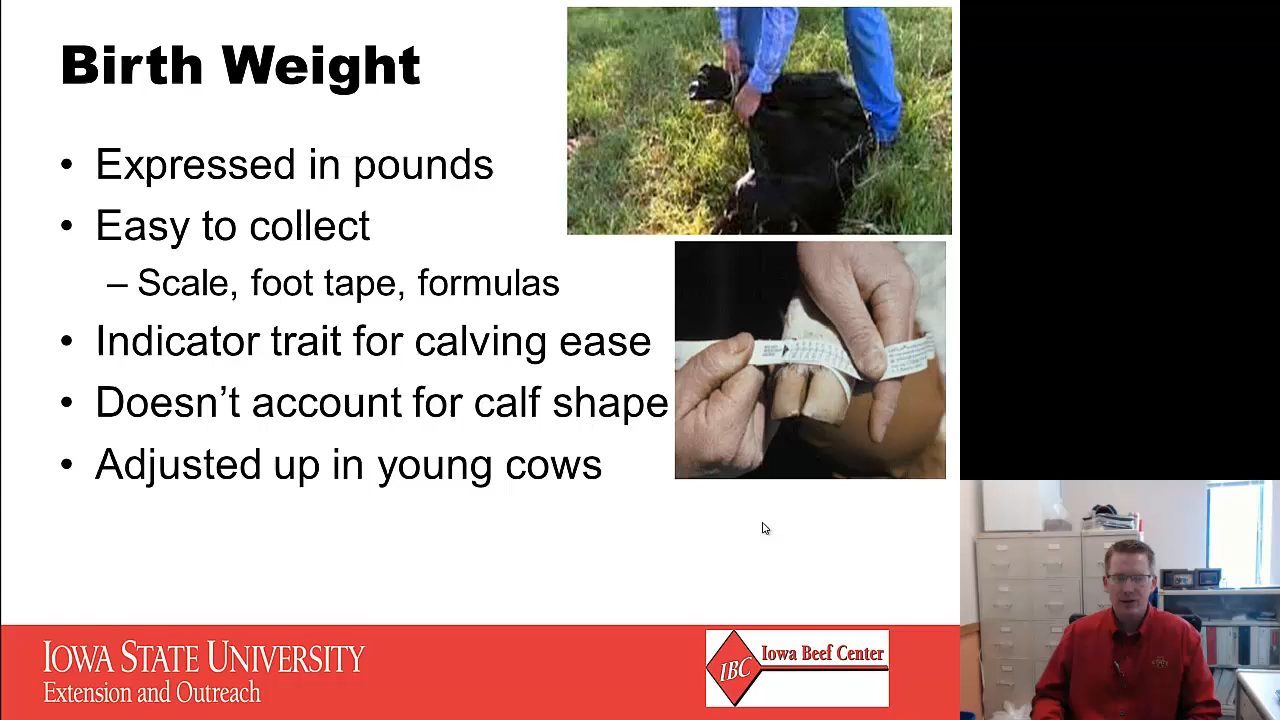 Birth Weight
• Expressed in pounds
• Easy to collect
– Scale, foot tape, formulas
• Indicator trait for calving ease
• Doesn’t account for calf shape
• Adjusted up in young cows
IOWA STATE UNIVERSITY
Extension and Outreach
IBC
Iowa Beef Center